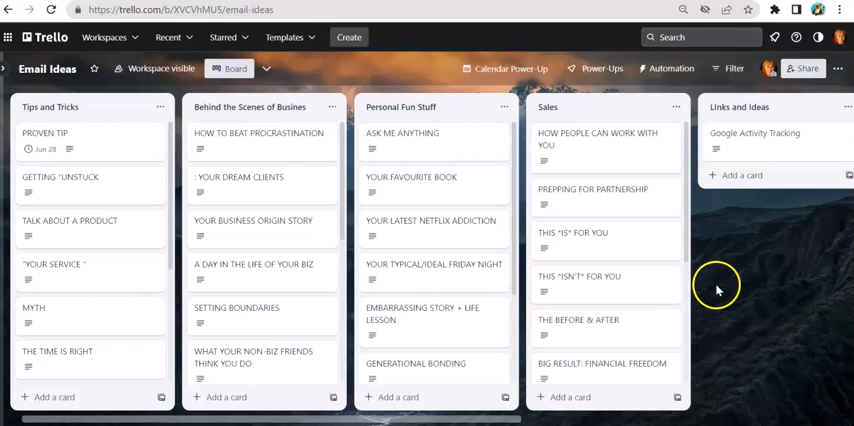 https://trello.com/b/XVCVhMU5/email-ideas
Trello Workspaces Recent Starred Templates Create Search
Email Ideas Workspace visible Board Calendar Power-Up Power-Ups Automation Filter Share
Tips and Tricks
PROVEN TIP
Jun 28
GETTING "UNSTUCK
TALK ABOUT A PRODUCT
"YOUR SERVICE "
MYTH
THE TIME IS RIGHT
+ Add a card
Behind the Scenes of Busines
HOW TO BEAT PROCRASTINATION
: YOUR DREAM CLIENTS
YOUR BUSINESS ORIGIN STORY
A DAY IN THE LIFE OF YOUR BIZ
SETTING BOUNDARIES
WHAT YOUR NON-BIZ FRIENDS
THINK YOU DO
+ Add a card
Personal Fun Stuff
ASK ME ANYTHING
YOUR FAVOURITE BOOK
YOUR LATEST NETFLIX ADDICTION
YOUR TYPICAL/IDEAL FRIDAY NIGHT
EMBARRASSING STORY + LIFE
LESSON
GENERATIONAL BONDING
+ Add a card
Sales
HOW PEOPLE CAN WORK WITH
YOU
PREPPING FOR PARTNERSHIP
THIS *IS* FOR YOU
THIS *ISN'T* FOR YOU
THE BEFORE & AFTER
BIG RESULT: FINANCIAL FREEDOM
+ Add a card
LInks and Ideas
Google Activity Tracking
+ Add a card